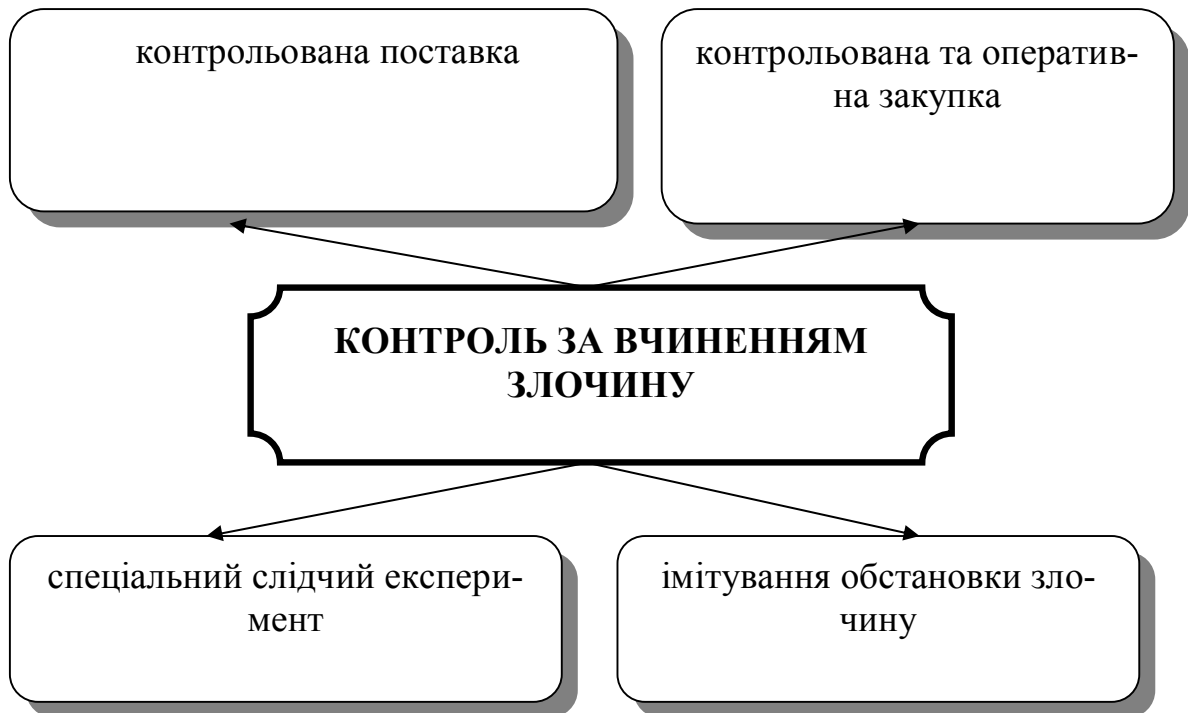 контрольована поставка
контрольована та оператив-
на закупка
КОНТРОЛЬ ЗА ВЧИНЕННЯМ
ЗЛОЧИНУ
спеціальний слідчий експери-
мент
імітування обстановки зло-
чину